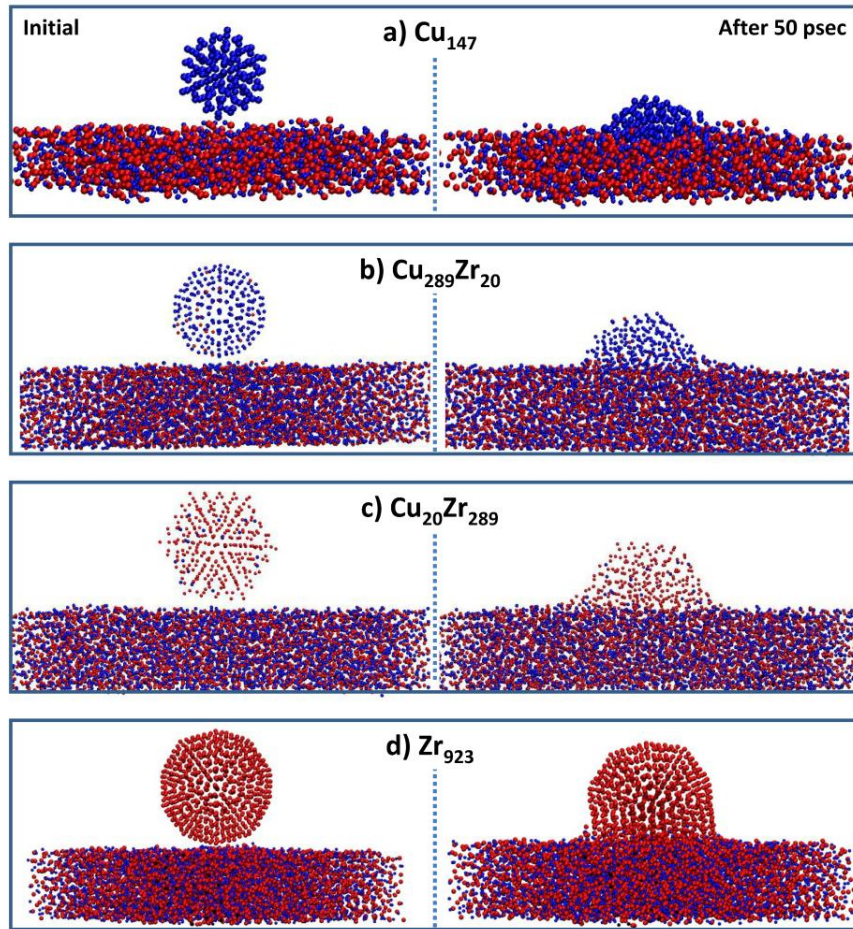 Initial
a) Cu₁₄₇
After 50 psec
b) Cu₂₈₉Zr₂₀
c) Cu₂₀Zr₂₈₉
d) Zr₉₂₃